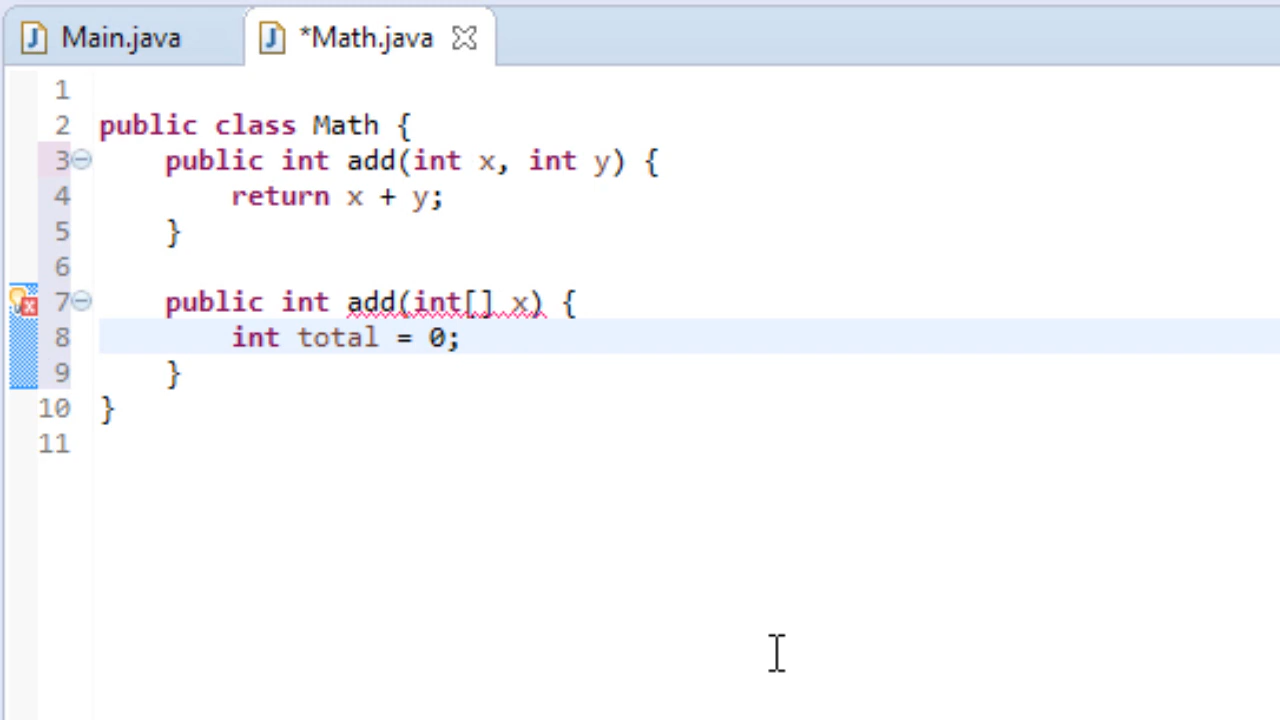 Main.java *Math.java
1
2 public class Math {
3 public int add(int x, int y) {
4 return x + y;
5 }
6
7 public int add(int[] x) {
8 int total = 0;
9 }
10 }
11